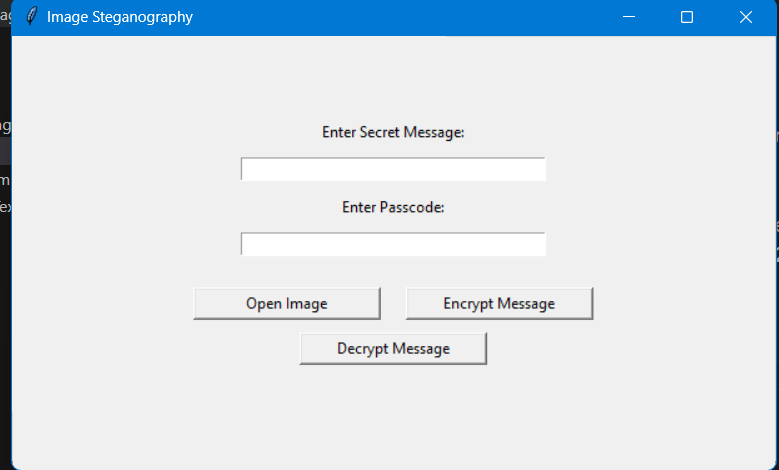 Image Steganography
Enter Secret Message:
Enter Passcode:
Open Image
Encrypt Message
Decrypt Message